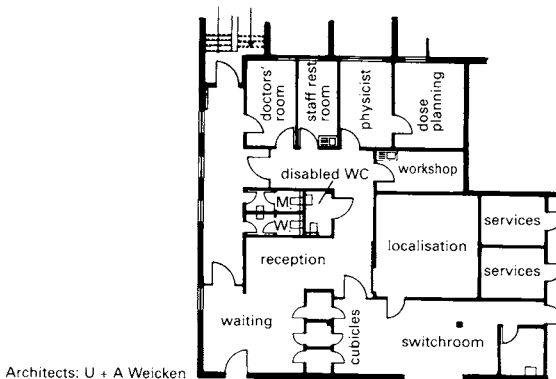 doctors'
room
staff rest
room
physicist
dose
planning
disabled WC
workshop
M
W
services
localisation
reception
services
waiting
cubicles
switchroom
Architects: U + A Weicken